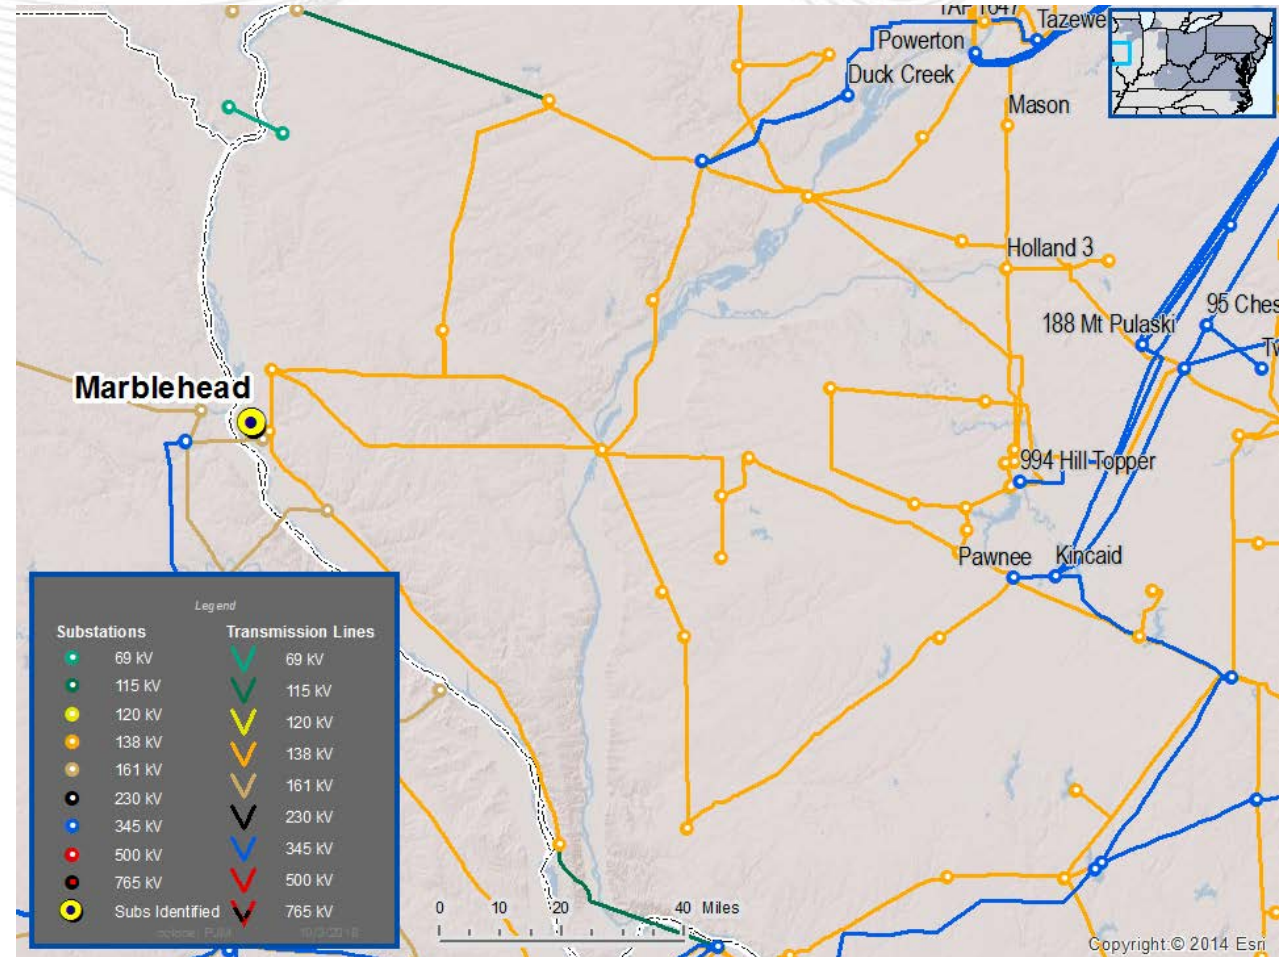 Tazewe
Powerton
Duck Creek
Mason
Holland 3
188 Mt Pulaski
95 Ches
Marblehead
994 Hill Topper
Pawnee Kincaid
Legend
Substations Transmission Lines
69 kV 69 kV
115 kV 115 kV
120 kV 120 kV
138 kV 138 kV
161 kV 161 kV
230 kV 230 kV
345 kV 345 kV
500 kV 500 kV
765 kV 765 kV
Subs Identified
0 10 20 40 Miles
Copyright:© 2014 Esri